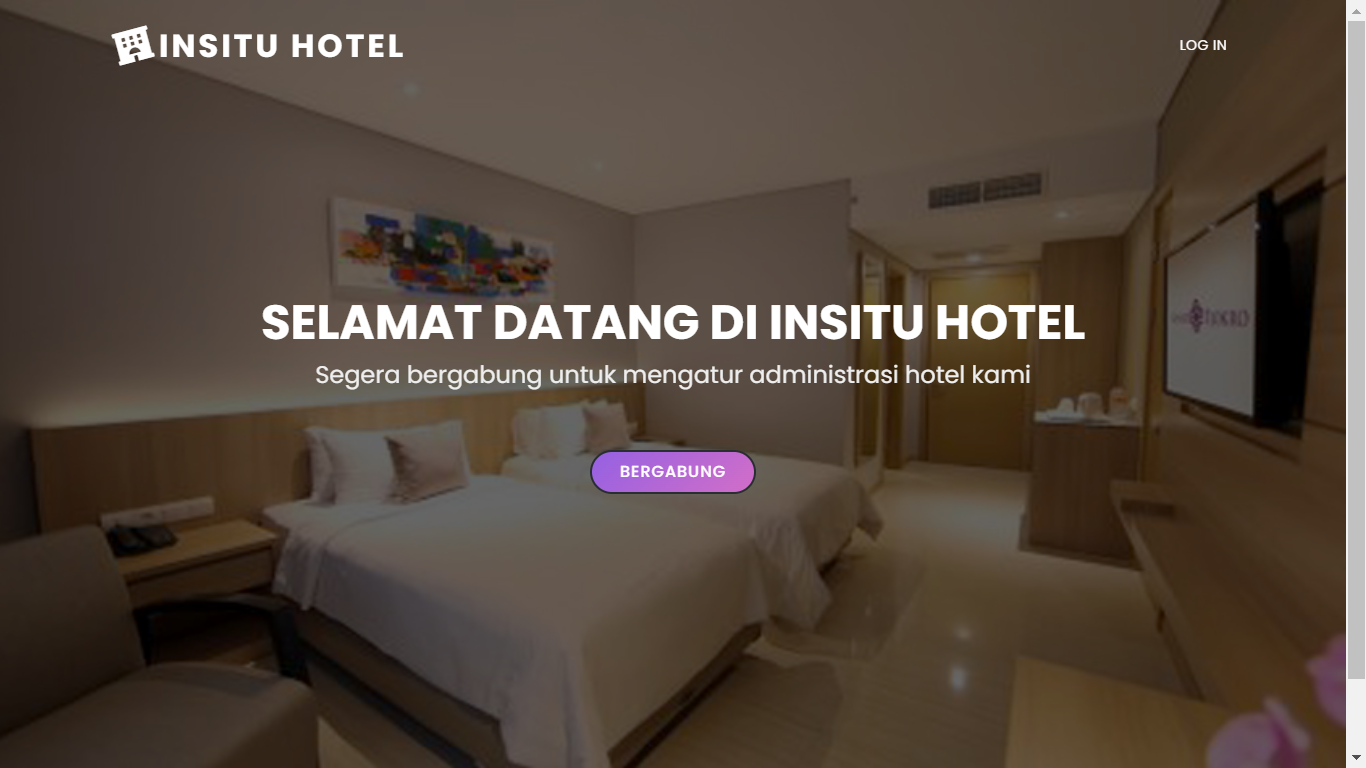 INSITU HOTEL
LOG IN
SELAMAT DATANG DI INSITU HOTEL
Segera bergabung untuk mengatur administrasi hotel kami
BERGABUNG